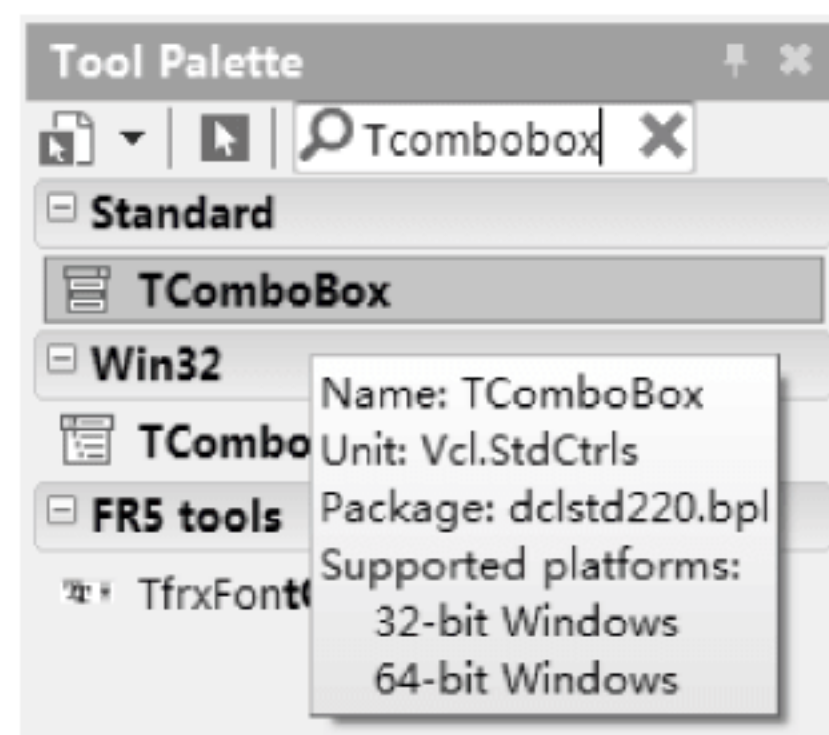 Tool Palette
Tcombobox
Standard
TComboBox
Win32
TCombo
FR5 tools
TfrxFont
Name: TComboBox
Unit: Vcl.StdCtrls
Package: dclstd220.bpl
Supported platforms:
32-bit Windows
64-bit Windows